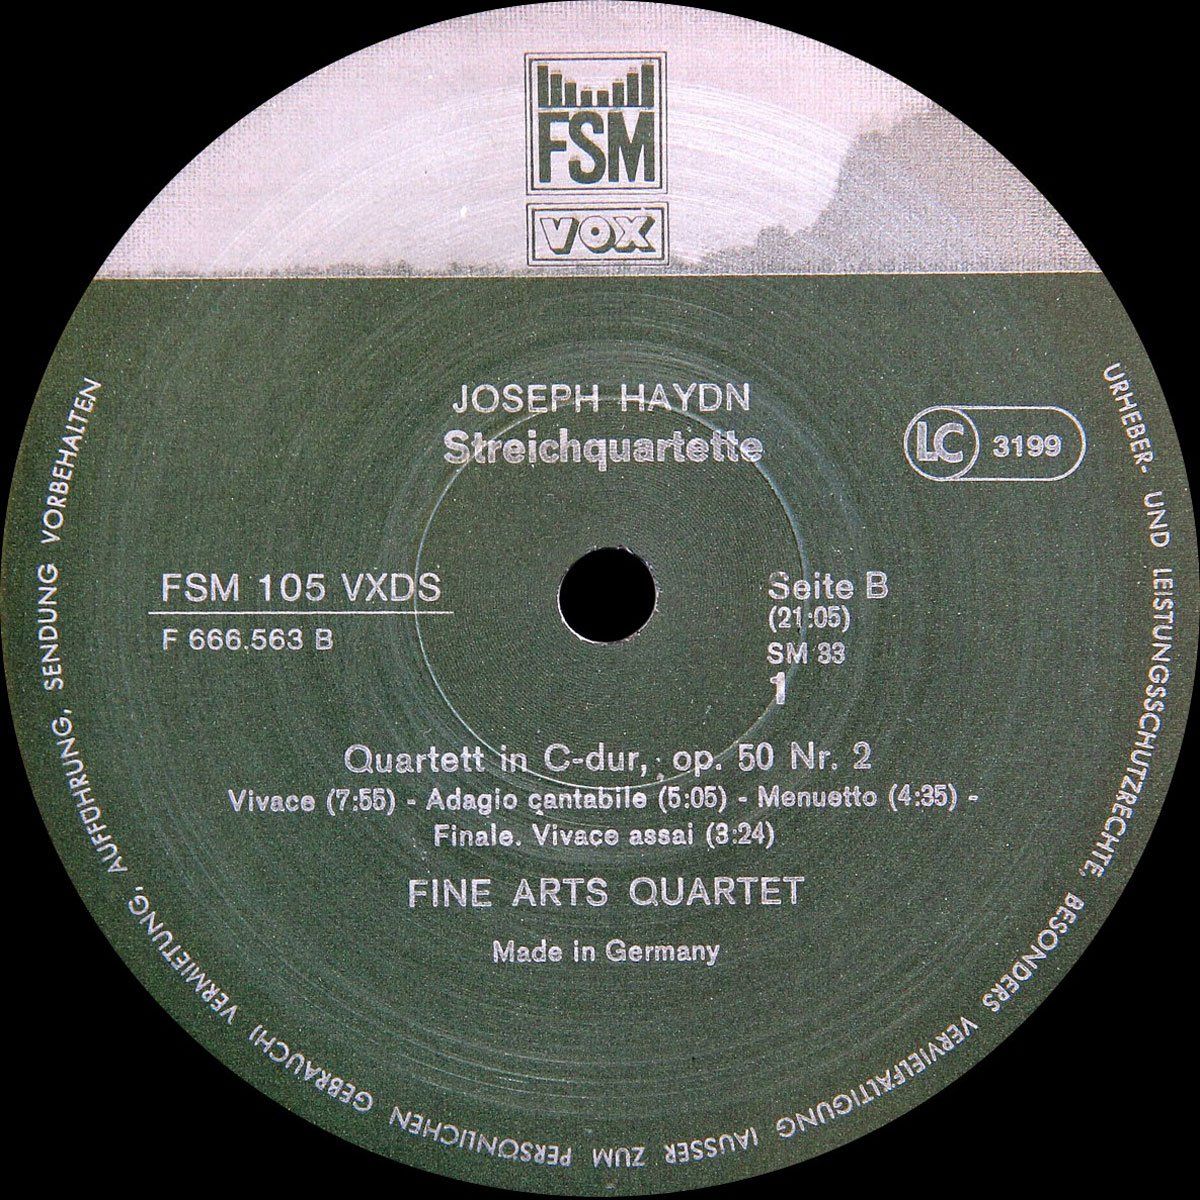 FSM
VOX
JOSEPH HAYDN
Streichquartette
LC 3199
FSM 105 VXDS
F 666.563 B
Seite B
(21:05)
SM 33
1
Quartett in C-dur, op. 50 Nr. 2
Vivace (7:55) - Adagio cantabile (5:05) - Menuetto (4:35) -
Finale. Vivace assai (3:24)
FINE ARTS QUARTET
Made in Germany
URHEBER- UND LEISTUNGSSCHUTZRECHTE, BESONDERS VERVIELFÄLTIGUNG (AUSSER ZUM PERSÖNLICHEN GEBRAUCH) VERMIETUNG, AUFFÜHRUNG, SENDUNG VORBEHALTEN